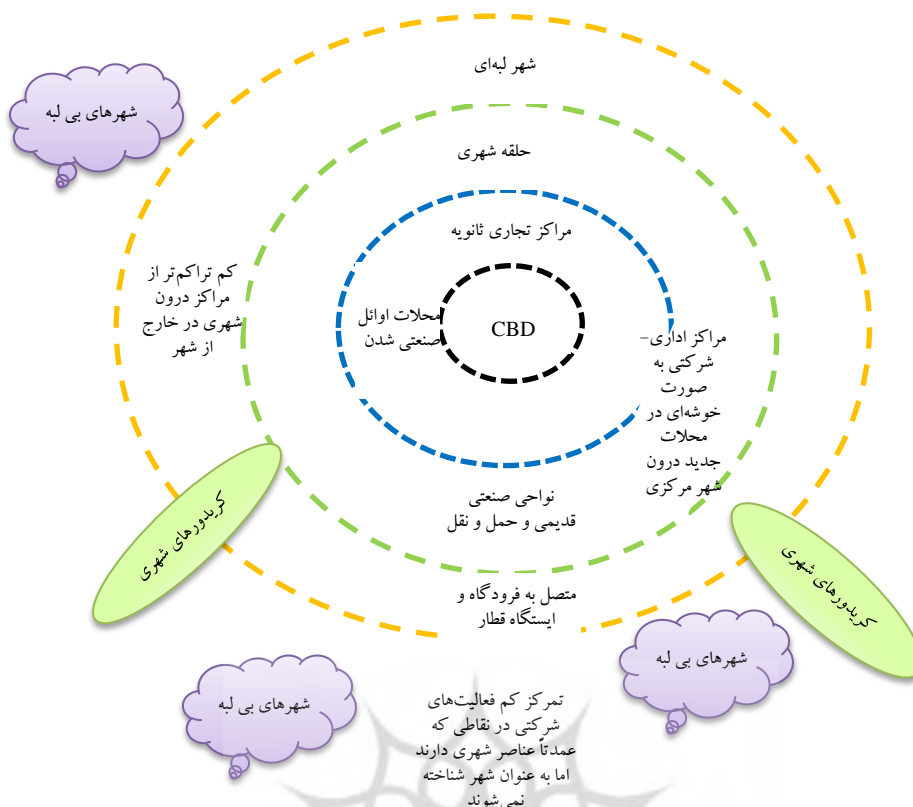 شهر لبه‌ای
شهرهای بی لبه
حلقه شهری
مراکز تجاری ثانویه
کم تراکم‌تر از
مراکز درون
شهری در خارج
از شهر
محلات اوائل
صنعتی شدن
CBD
مراکز اداری-
شرکتی به
صورت
خوشه‌ای در
محلات
جدید درون
شهر مرکزی
نواحی صنعتی
قدیمی و حمل و نقل
کریدورهای شهری
کریدورهای شهری
متصل به فرودگاه و
ایستگاه قطار
شهرهای بی لبه
شهرهای بی لبه
تمرکز کم فعالیت‌های
شرکتی در نقاطی که
عمدتاً عناصر شهری دارند
اما به عنوان شهر شناخته
نمی‌شوند